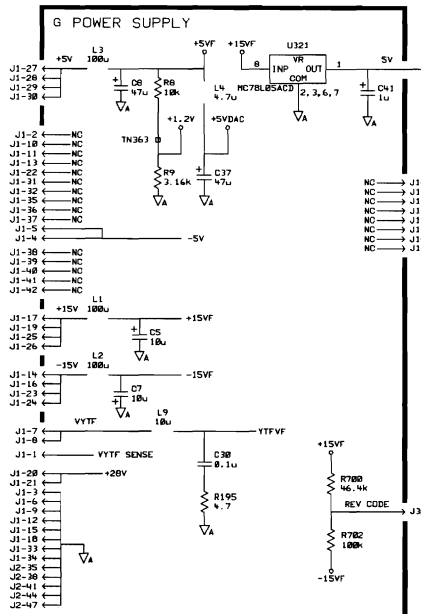 G POWER SUPPLY
L3
+5V 100u
J1-27
J1-28
J1-29
J1-30
+
C8
47u
A
R8
10k
TN363
+1.2V
R9
3.16k
A
+5VF
L4
4.7u
+5VDAC
+
C37
47u
A
+15VF
U321
VR
8 INP OUT 1
COM
MC78L05ACD
2,3,6,7
A
5V
+
C41
1u
A
J1-2 NC
J1-10 NC
J1-11 NC
J1-13 NC
J1-22 NC
J1-31 NC
J1-32 NC
J1-35 NC
J1-36 NC
J1-37 NC
J1-5
J1-4 -5V
J1-38 NC
J1-39 NC
J1-40 NC
J1-41 NC
J1-42 NC
NC J1
NC J1
NC J1
NC J1
NC J1
NC J1
NC J1
NC J1
L1
J1-17 +15V 100u +15VF
J1-19
J1-25
J1-26
+
C5
10u
A
L2
J1-14 -15V 100u -15VF
J1-16
J1-23
J1-24
C7
+ 10u
A
L9
J1-7 VYTF 10u YTFVF
J1-8
J1-1 VYTF SENSE
J1-20 +28V
J1-21
J1-3
J1-6
J1-9
J1-12
J1-15
J1-18
J1-33
J1-34
J2-35
J2-38
J2-41
J2-44
J2-47
A
C30
0.1u
R195
4.7
A
+15VF
R700
46.4k
REV CODE J3
R702
100k
-15VF